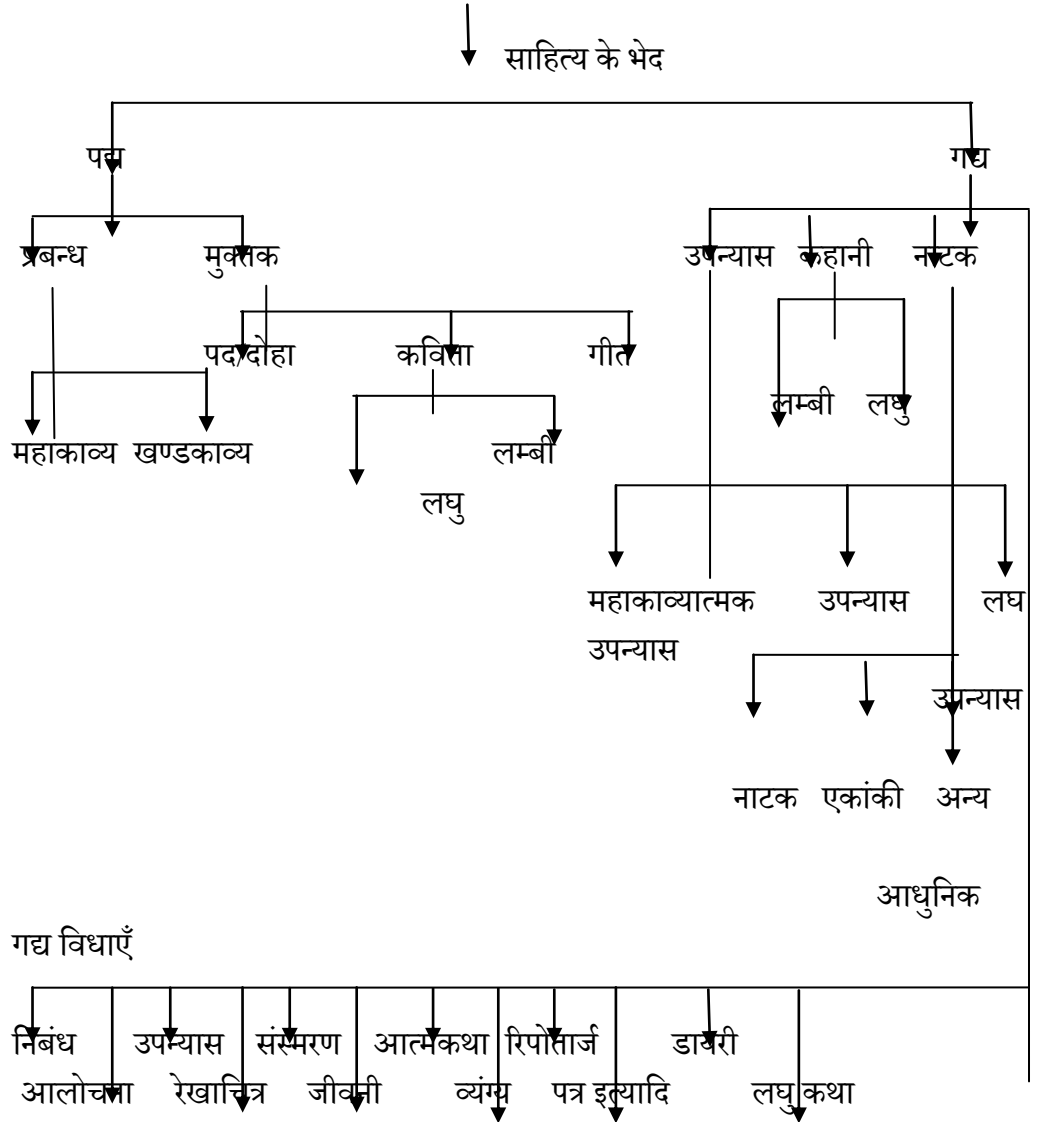 साहित्य के भेद
पद्य गद्य
प्रबन्ध मुक्तक उपन्यास कहानी नाटक
पद/दोहा कविता गीत
लम्बी लघु
महाकाव्य खण्डकाव्य लम्बी
लघु
महाकाव्यात्मक उपन्यास लघ
उपन्यास
उपन्यास
नाटक एकांकी अन्य
आधुनिक
गद्य विधाएँ
निबंध उपन्यास संस्मरण आत्मकथा रिपोतार्ज डायरी
आलोचना रेखाचित्र जीवनी व्यंग्य पत्र इत्यादि लघु कथा